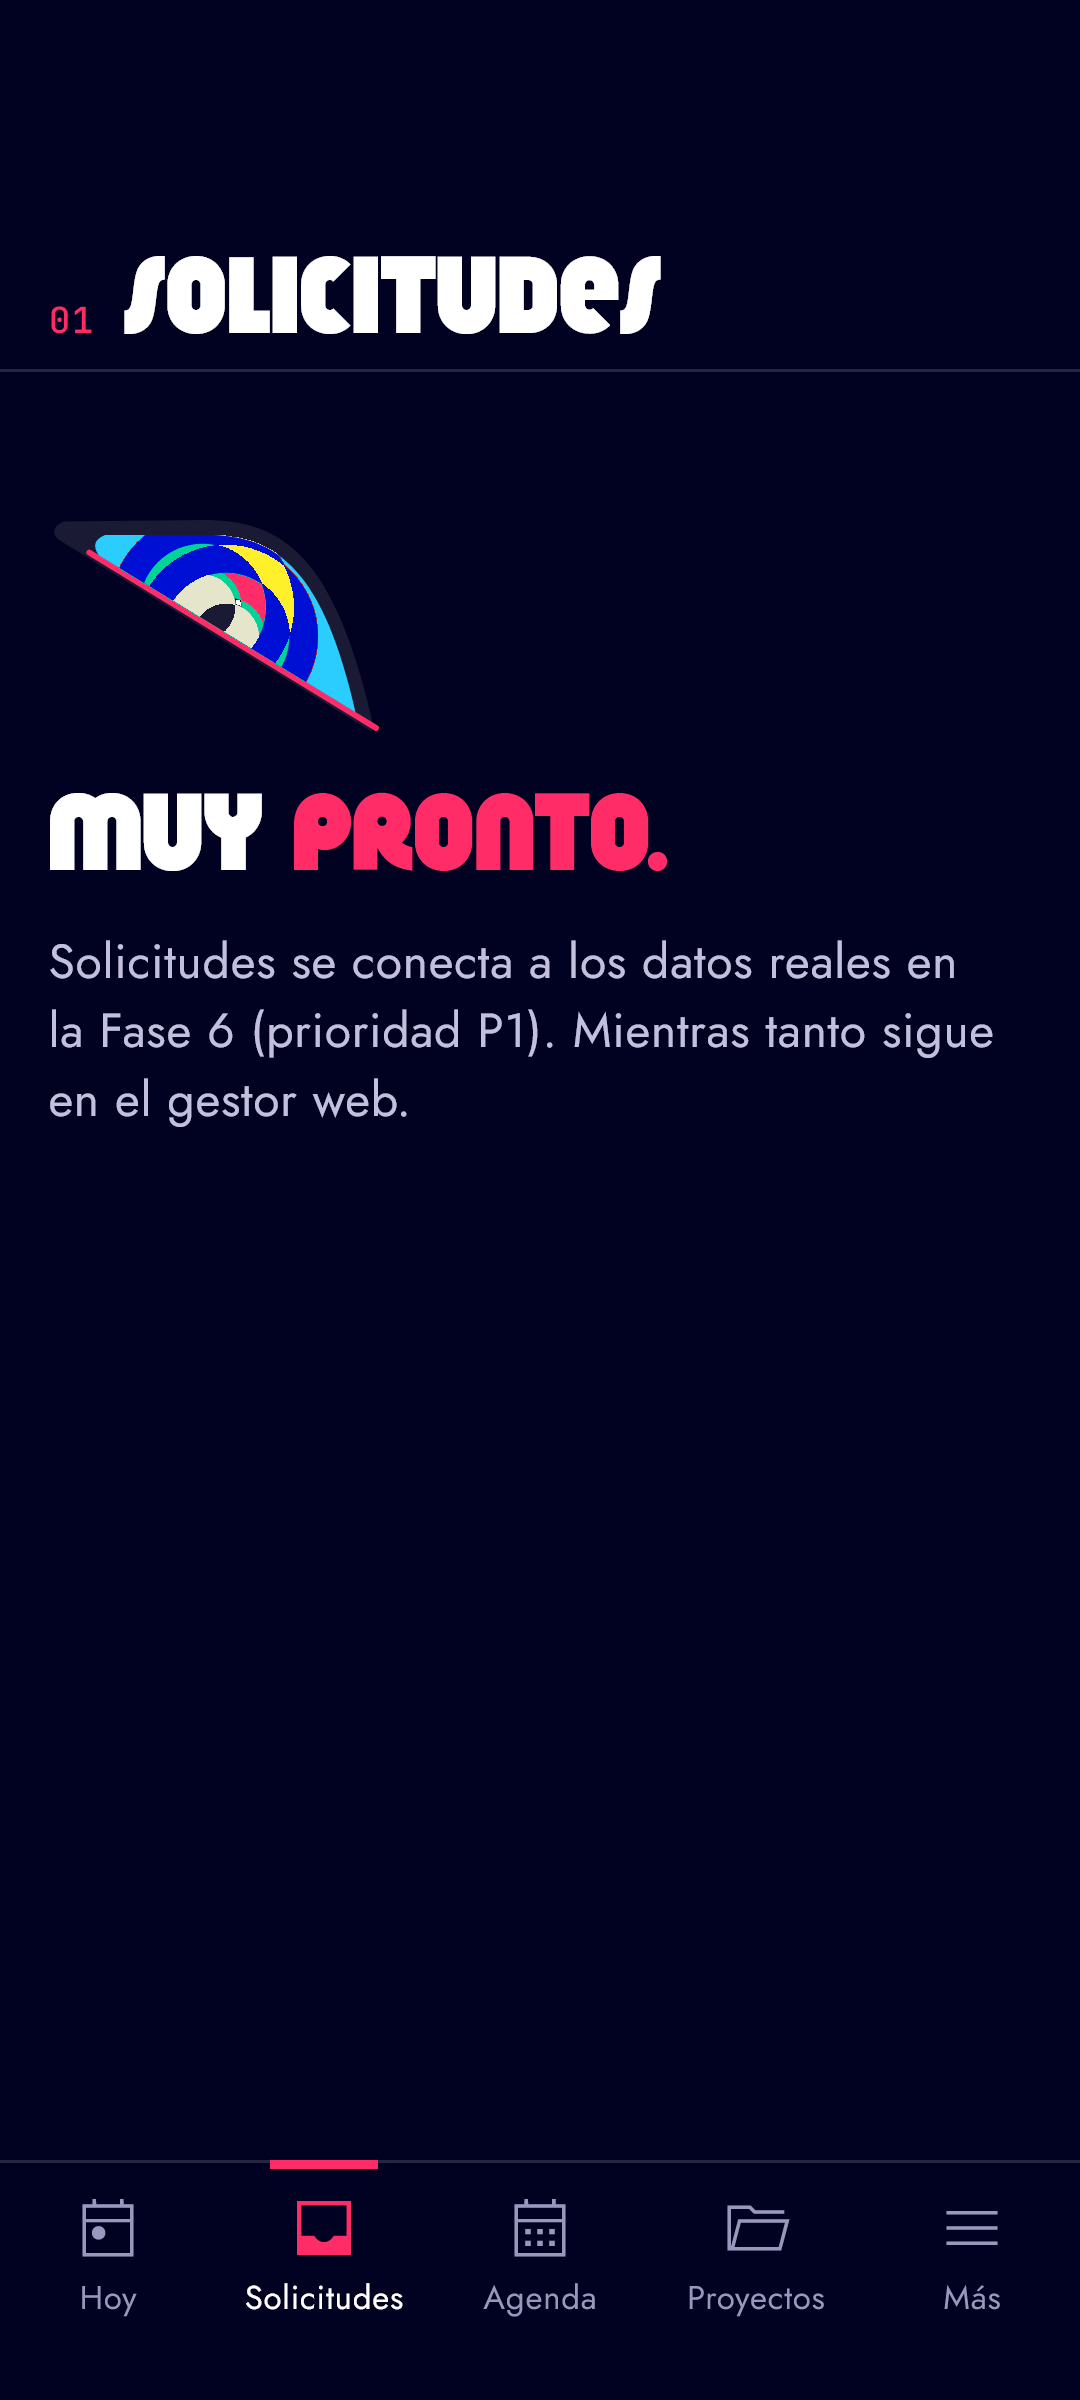 01 SOLICITUDES
MUY PRONTO.
Solicitudes se conecta a los datos reales en
la Fase 6 (prioridad P1). Mientras tanto sigue
en el gestor web.
Hoy Solicitudes Agenda Proyectos Más